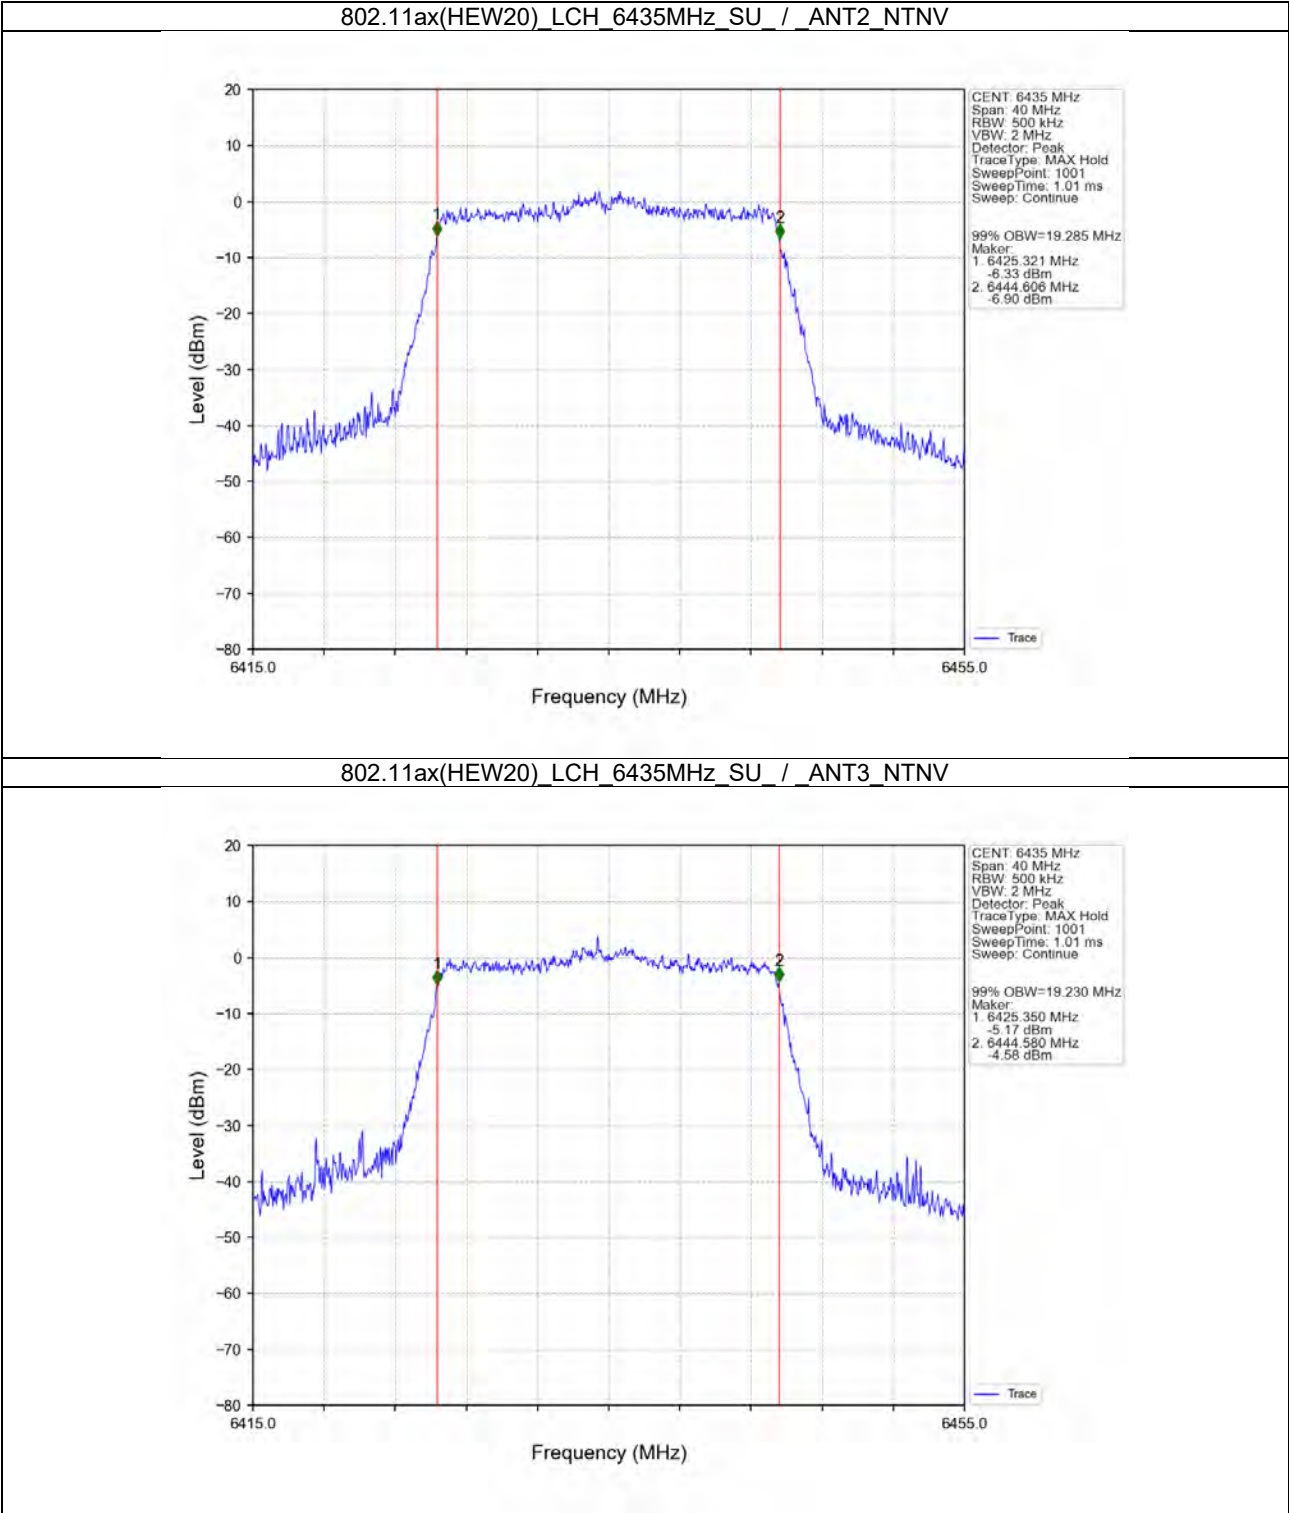 802.11ax(HEW20)_LCH_6435MHz_SU_ / _ANT2_NTNV
20
10
0
−10
−20
−30
−40
−50
−60
−70
−80
Level (dBm)
1
2
6415.0
6455.0
Frequency (MHz)
CENT: 6435 MHz
Span: 40 MHz
RBW: 500 kHz
VBW: 2 MHz
Detector: Peak
TraceType: MAX Hold
SweepPoint: 1001
SweepTime: 1.01 ms
Sweep: Continue
99% OBW=19.285 MHz
Maker:
1. 6425.321 MHz
-6.33 dBm
2. 6444.606 MHz
-6.90 dBm
Trace
802.11ax(HEW20)_LCH_6435MHz_SU_ / _ANT3_NTNV
20
10
0
−10
−20
−30
−40
−50
−60
−70
−80
Level (dBm)
1
2
6415.0
6455.0
Frequency (MHz)
CENT: 6435 MHz
Span: 40 MHz
RBW: 500 kHz
VBW: 2 MHz
Detector: Peak
TraceType: MAX Hold
SweepPoint: 1001
SweepTime: 1.01 ms
Sweep: Continue
99% OBW=19.230 MHz
Maker:
1. 6425.350 MHz
-5.17 dBm
2. 6444.580 MHz
-4.58 dBm
Trace